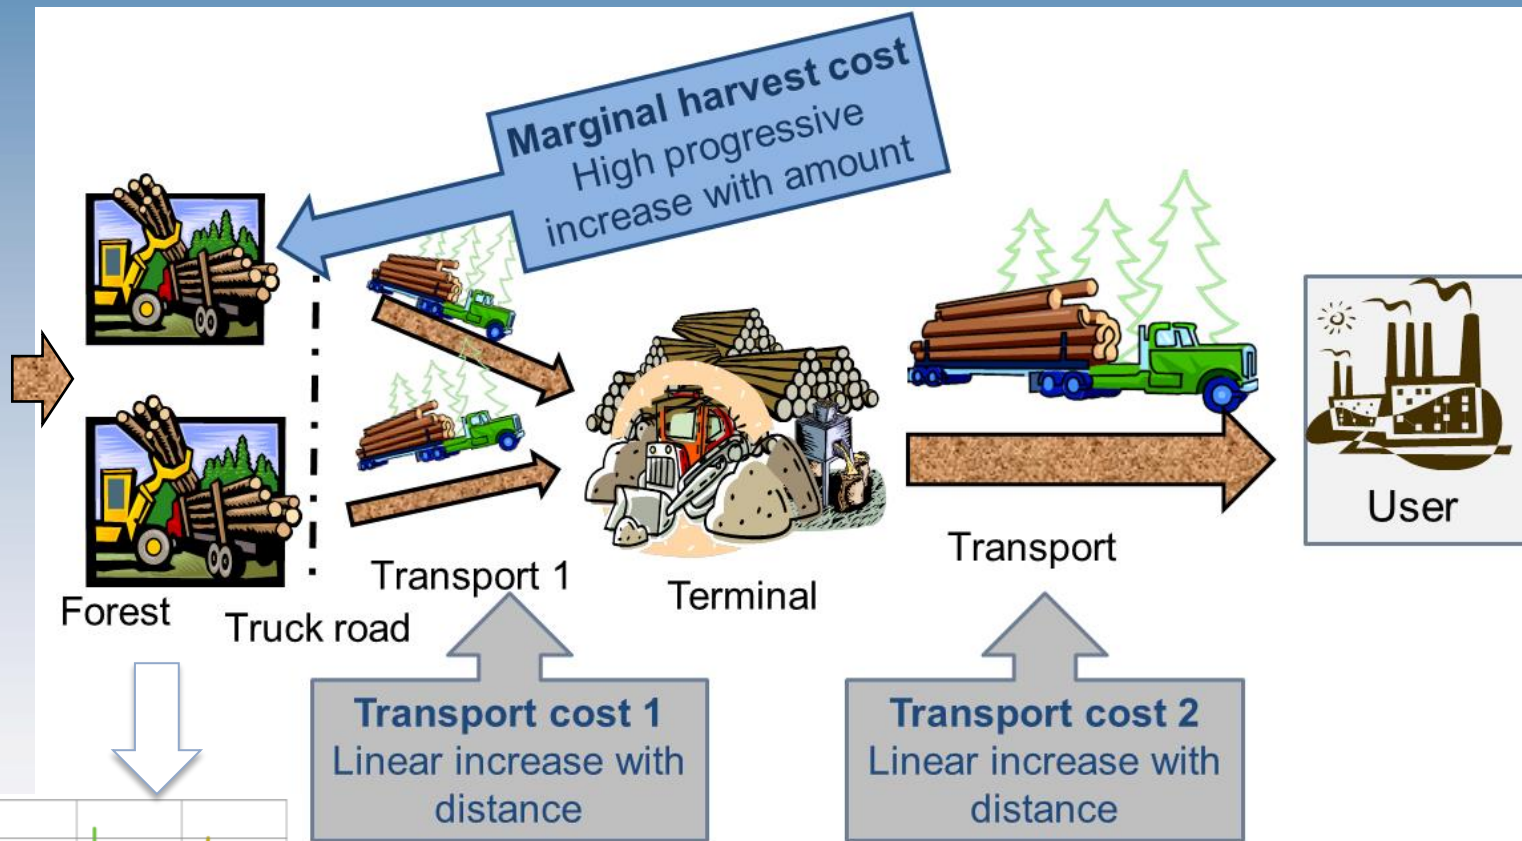 Marginal harvest cost
High progressive
increase with amount
User
Transport
Transport 1
Terminal
Forest
Truck road
Transport cost 1
Linear increase with
distance
Transport cost 2
Linear increase with
distance